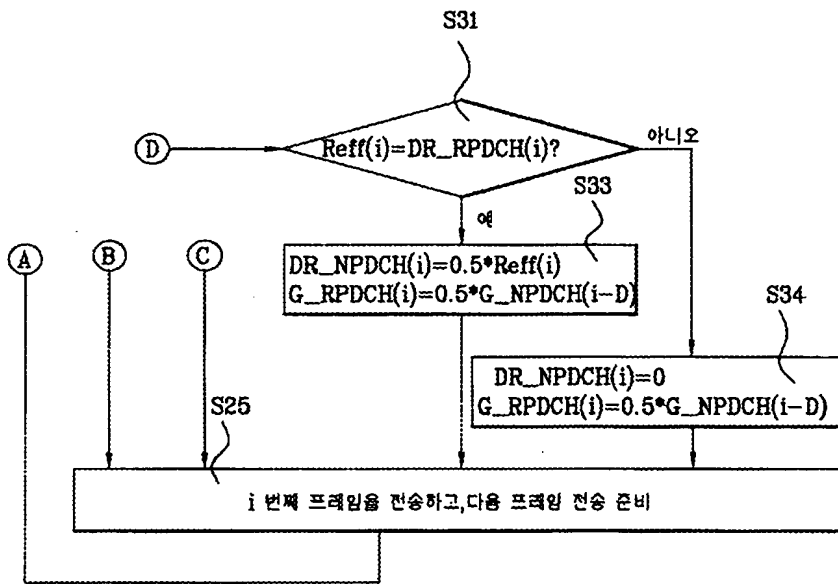 S31
D
Reff(i)=DR_RPDCH(i)?
아니오
예
S33
A
B
C
DR_NPDCH(i)=0.5*Reff(i)
G_RPDCH(i)=0.5*G_NPDCH(i-D)
S34
DR_NPDCH(i)=0
G_RPDCH(i)=0.5*G_NPDCH(i-D)
S25
i 번째 프레임을 전송하고,다음 프레임 전송 준비